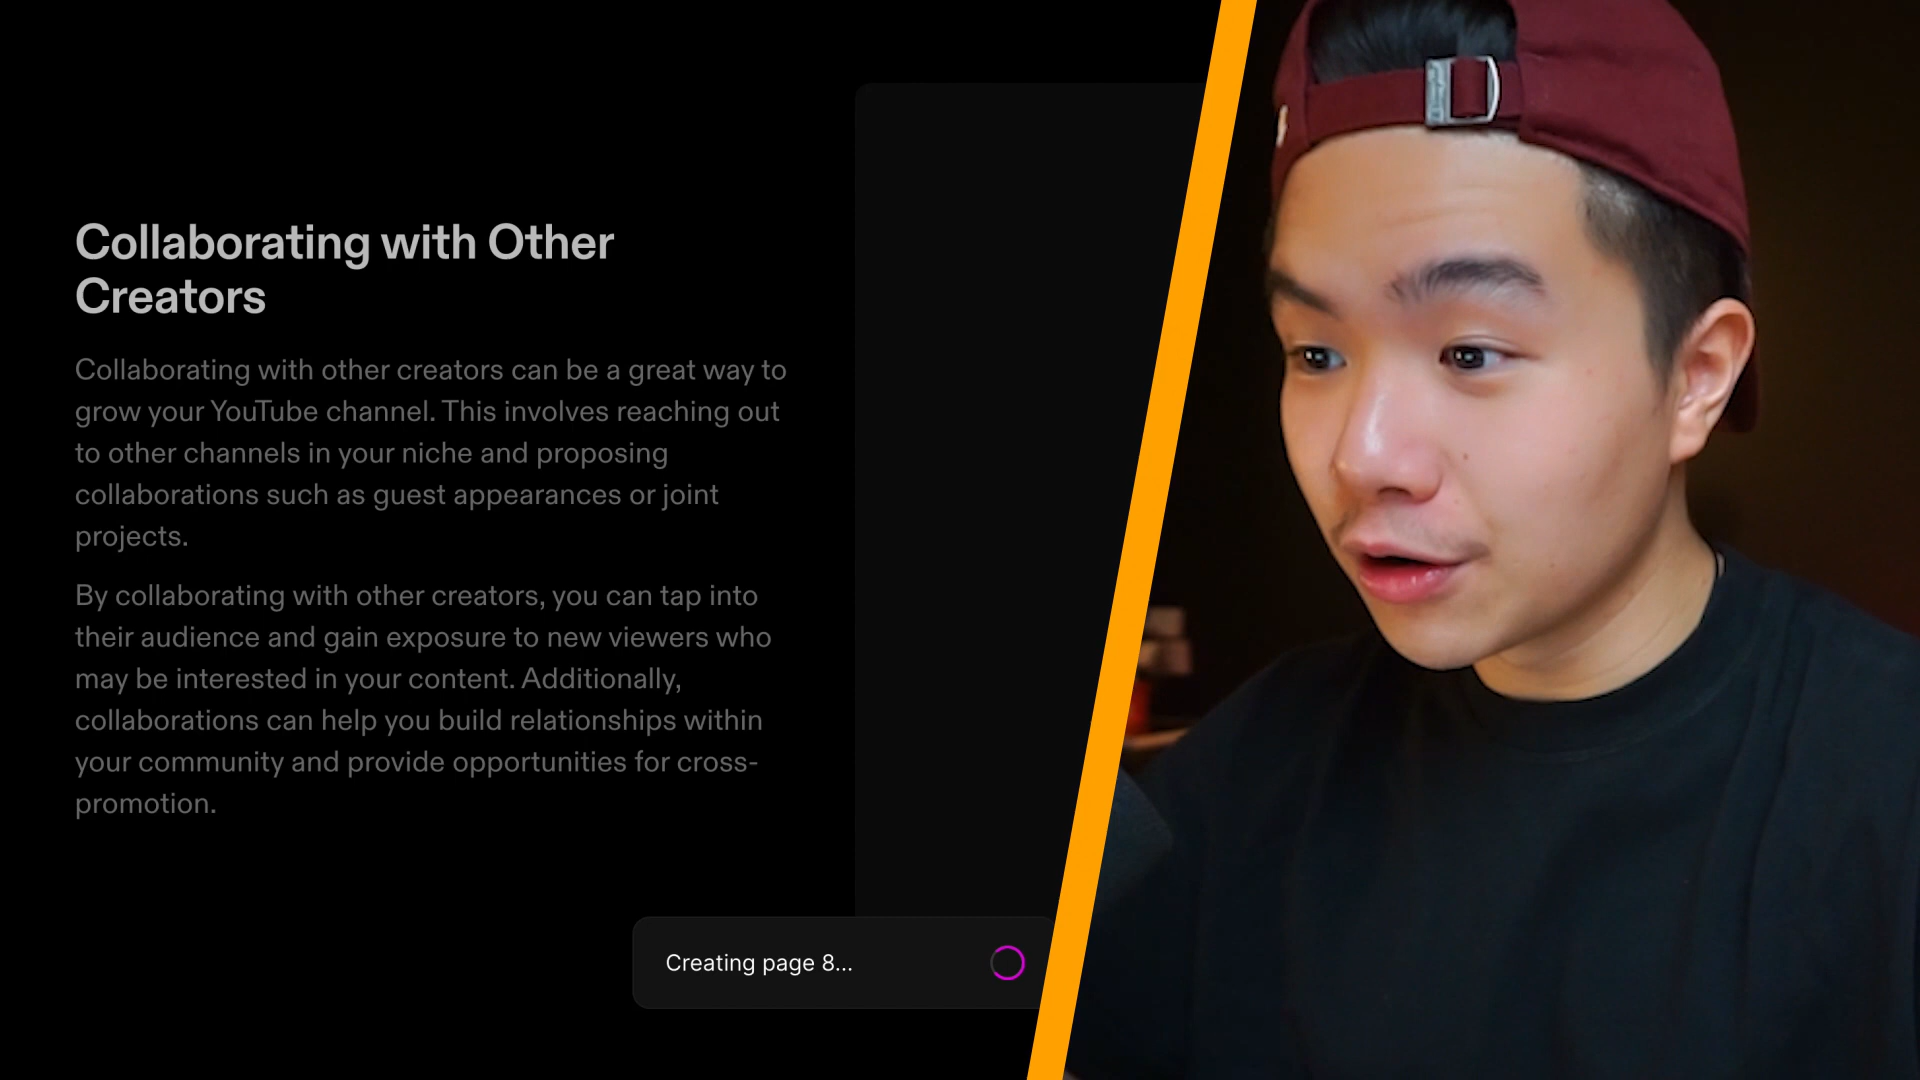 Collaborating with Other
Creators
Collaborating with other creators can be a great way to
grow your YouTube channel. This involves reaching out
to other channels in your niche and proposing
collaborations such as guest appearances or joint
projects.
By collaborating with other creators, you can tap into
their audience and gain exposure to new viewers who
may be interested in your content. Additionally,
collaborations can help you build relationships within
your community and provide opportunities for cross-
promotion.
Creating page 8...